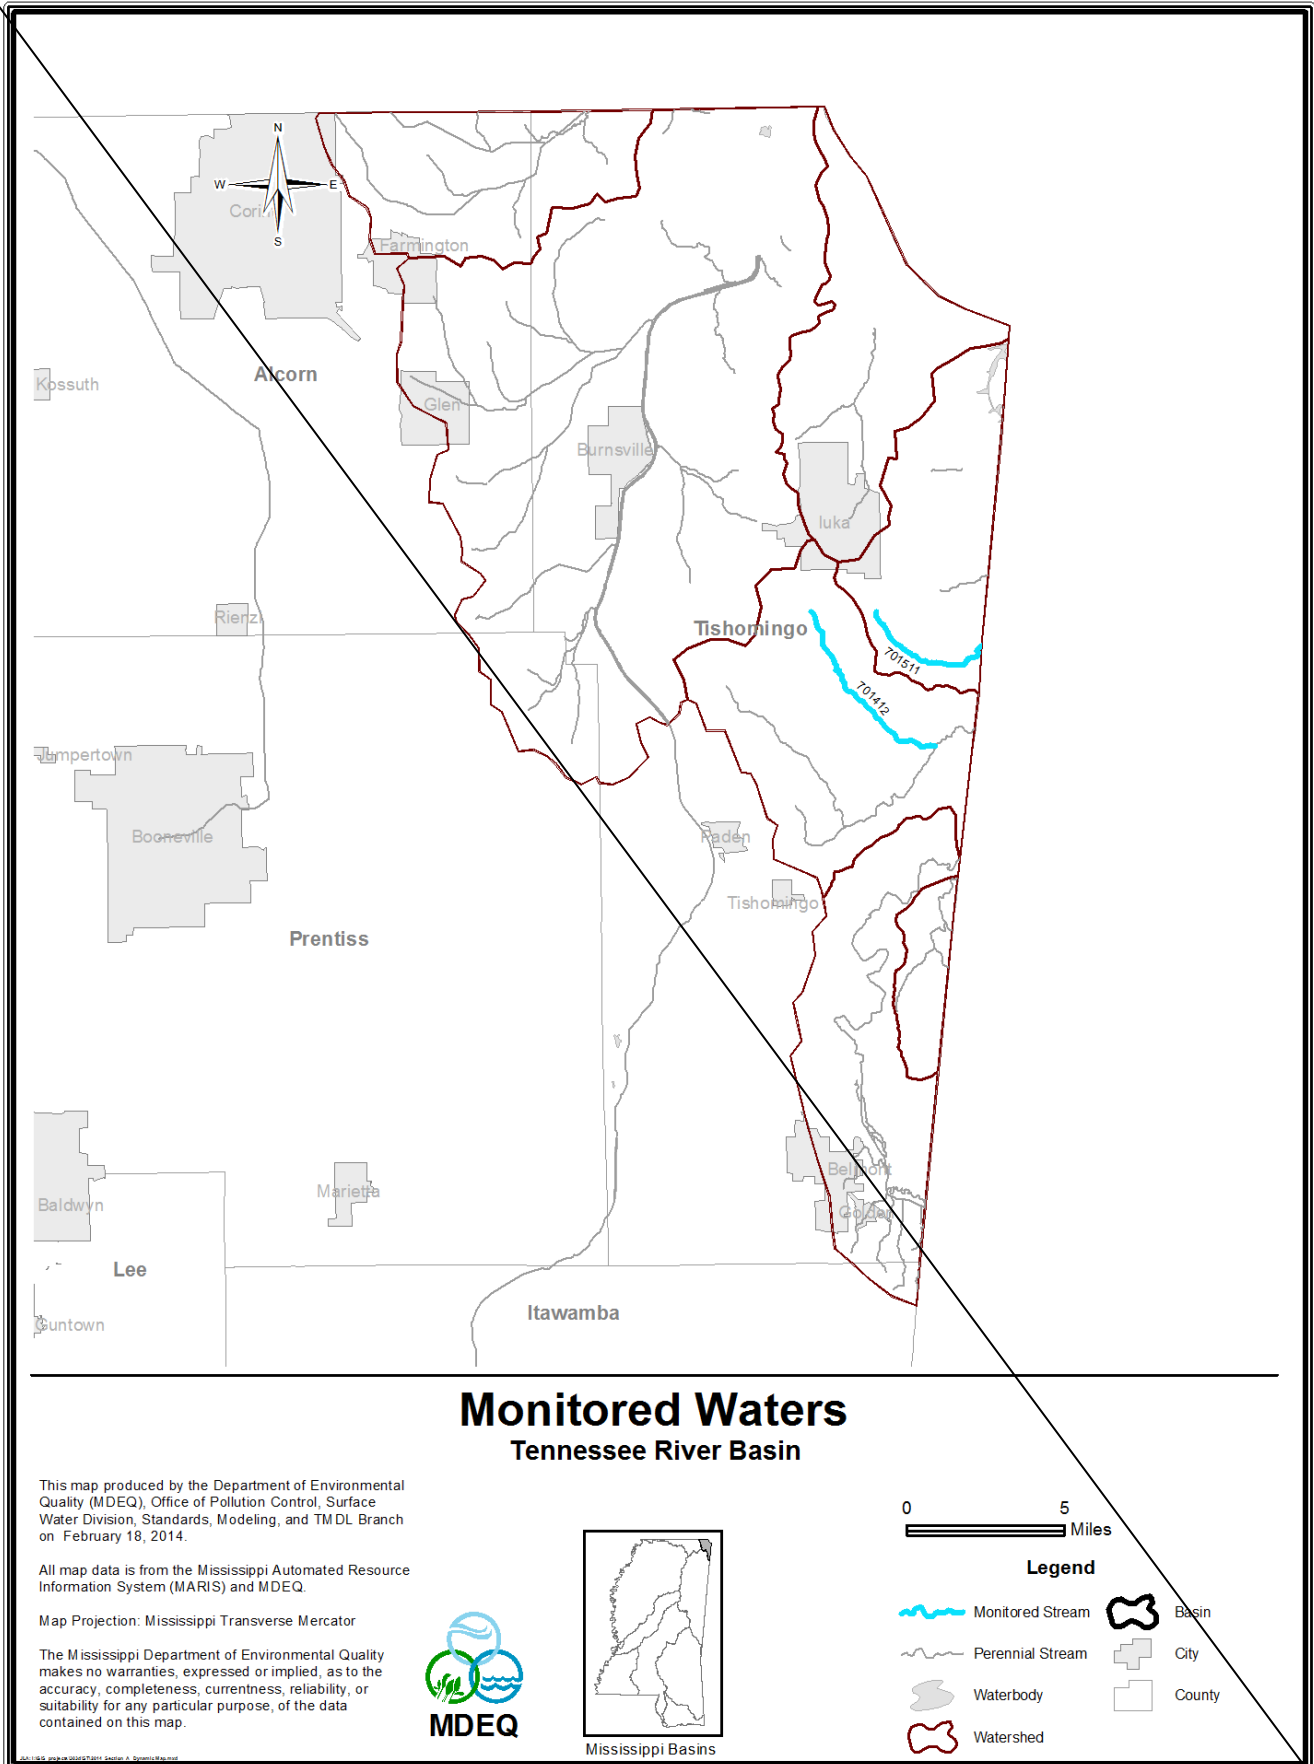 N
W E
S
Farmington
Kossuth
Alcorn
Glen
Burnsville
Iuka
Rienzi
Tishomingo
701511
701412
Jumpertown
Booneville
Paden
Tishomingo
Prentiss
Belmont
Marietta
Baldwyn
Golden
Lee
Itawamba
Guntown
Monitored Waters
Tennessee River Basin
This map produced by the Department of Environmental
Quality (MDEQ), Office of Pollution Control, Surface
Water Division, Standards, Modeling, and TMDL Branch
on February 18, 2014.
All map data is from the Mississippi Automated Resource
Information System (MARIS) and MDEQ.
Map Projection: Mississippi Transverse Mercator
The Mississippi Department of Environmental Quality
makes no warranties, expressed or implied, as to the
accuracy, completeness, currentness, reliability, or
suitability for any particular purpose, of the data
contained on this map.
MDEQ
Mississippi Basins
0 5
Miles
Legend
Monitored Stream Basin
Perennial Stream City
Waterbody County
Watershed